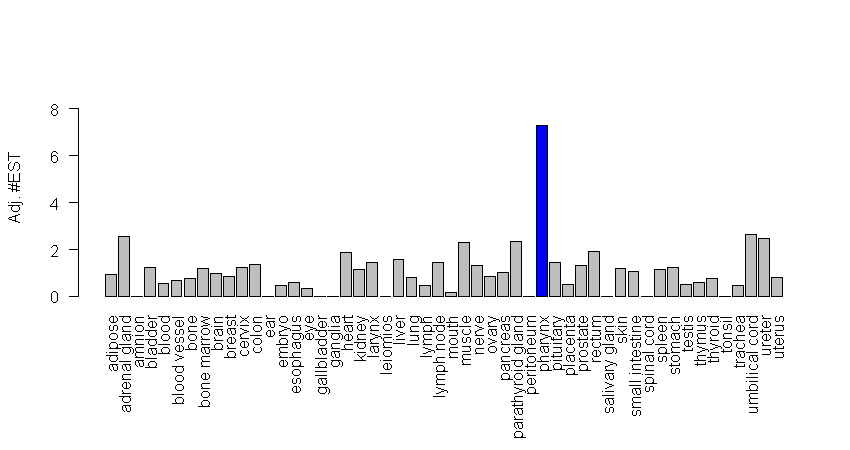 Adj. #EST
8
6
4
2
0
adipose
adrenal gland
amnion
bladder
blood
blood vessel
bone
bone marrow
brain
breast
cervix
colon
ear
embryo
esophagus
eye
gallbladder
ganglia
heart
kidney
larynx
leiomios
liver
lung
lymph
lymph node
mouth
muscle
nerve
ovary
pancreas
parathyroid gland
peritoneum
pharynx
pituitary
placenta
prostate
rectum
salivary gland
skin
small intestine
spinal cord
spleen
stomach
testis
thymus
thyroid
tonsil
trachea
umbilical cord
ureter
uterus